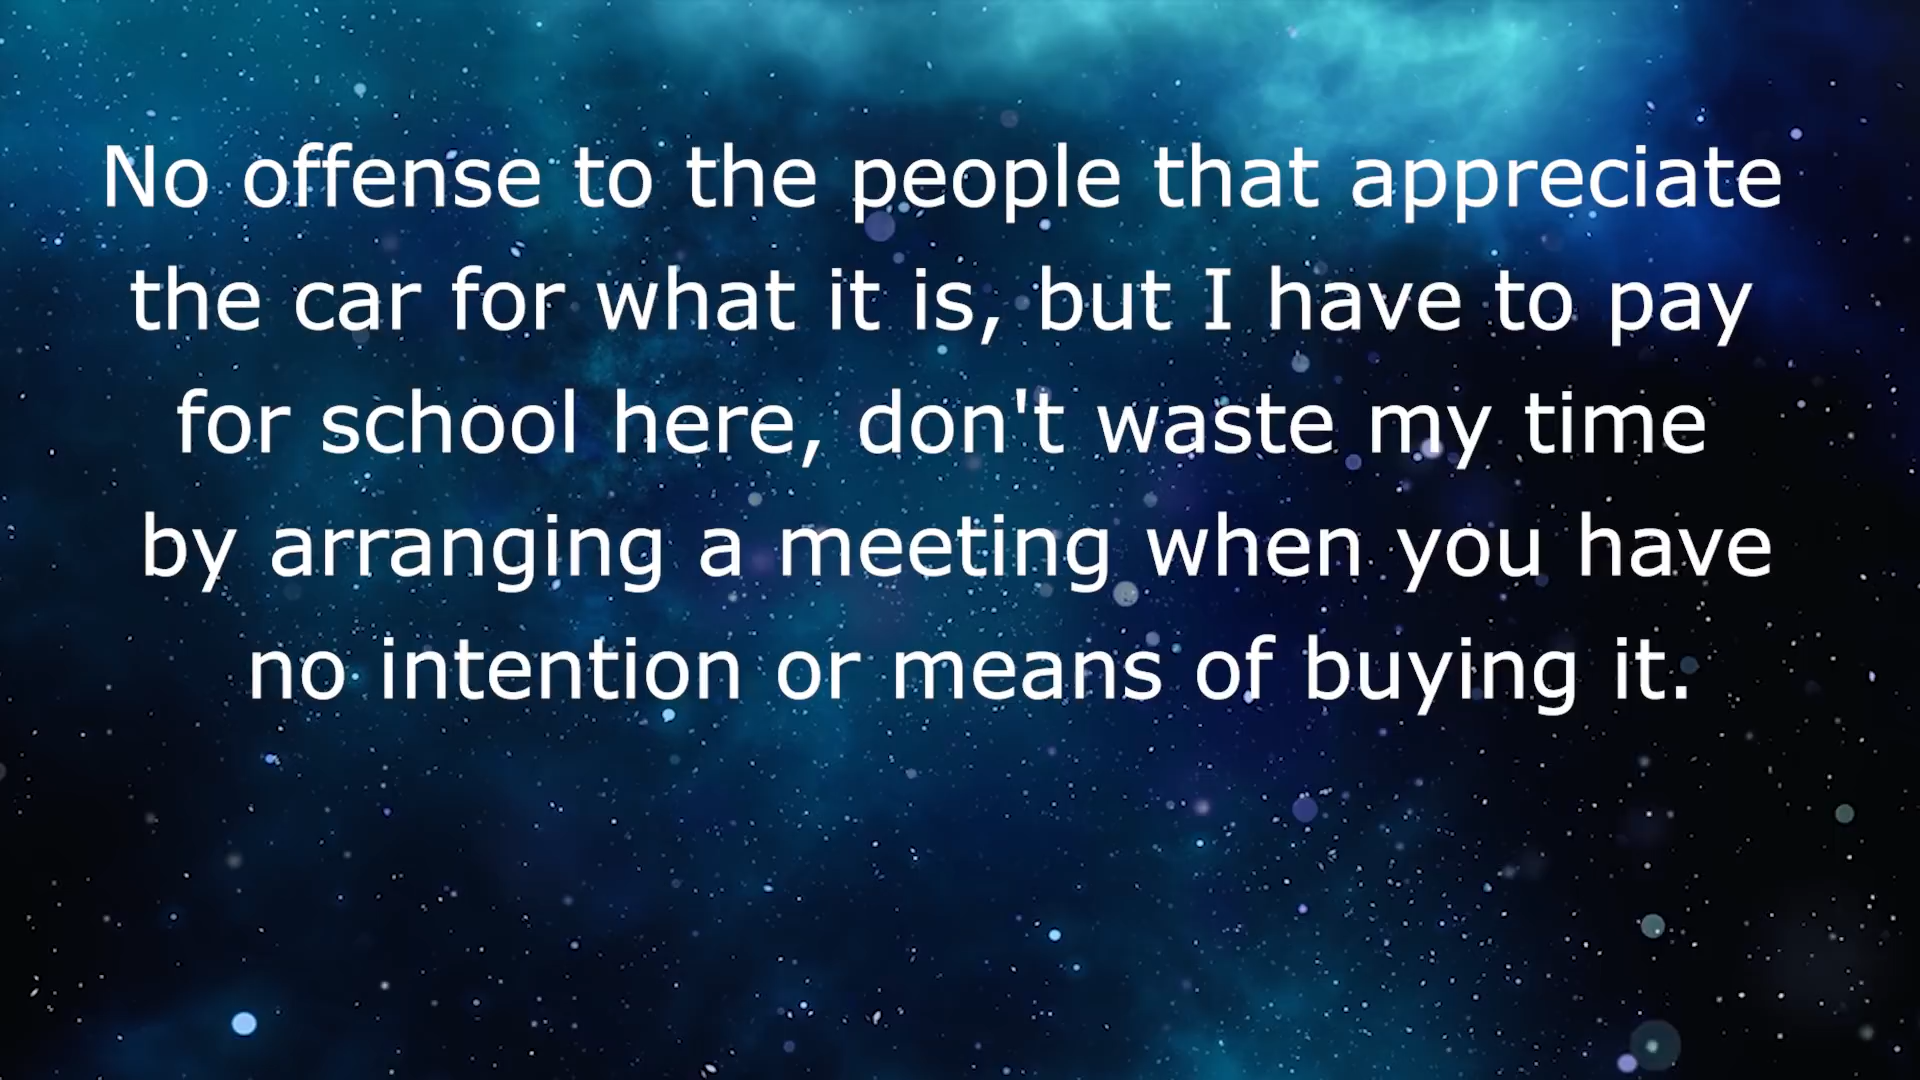 No offense to the people that appreciate
the car for what it is, but I have to pay
for school here, don't waste my time
by arranging a meeting when you have
no intention or means of buying it.